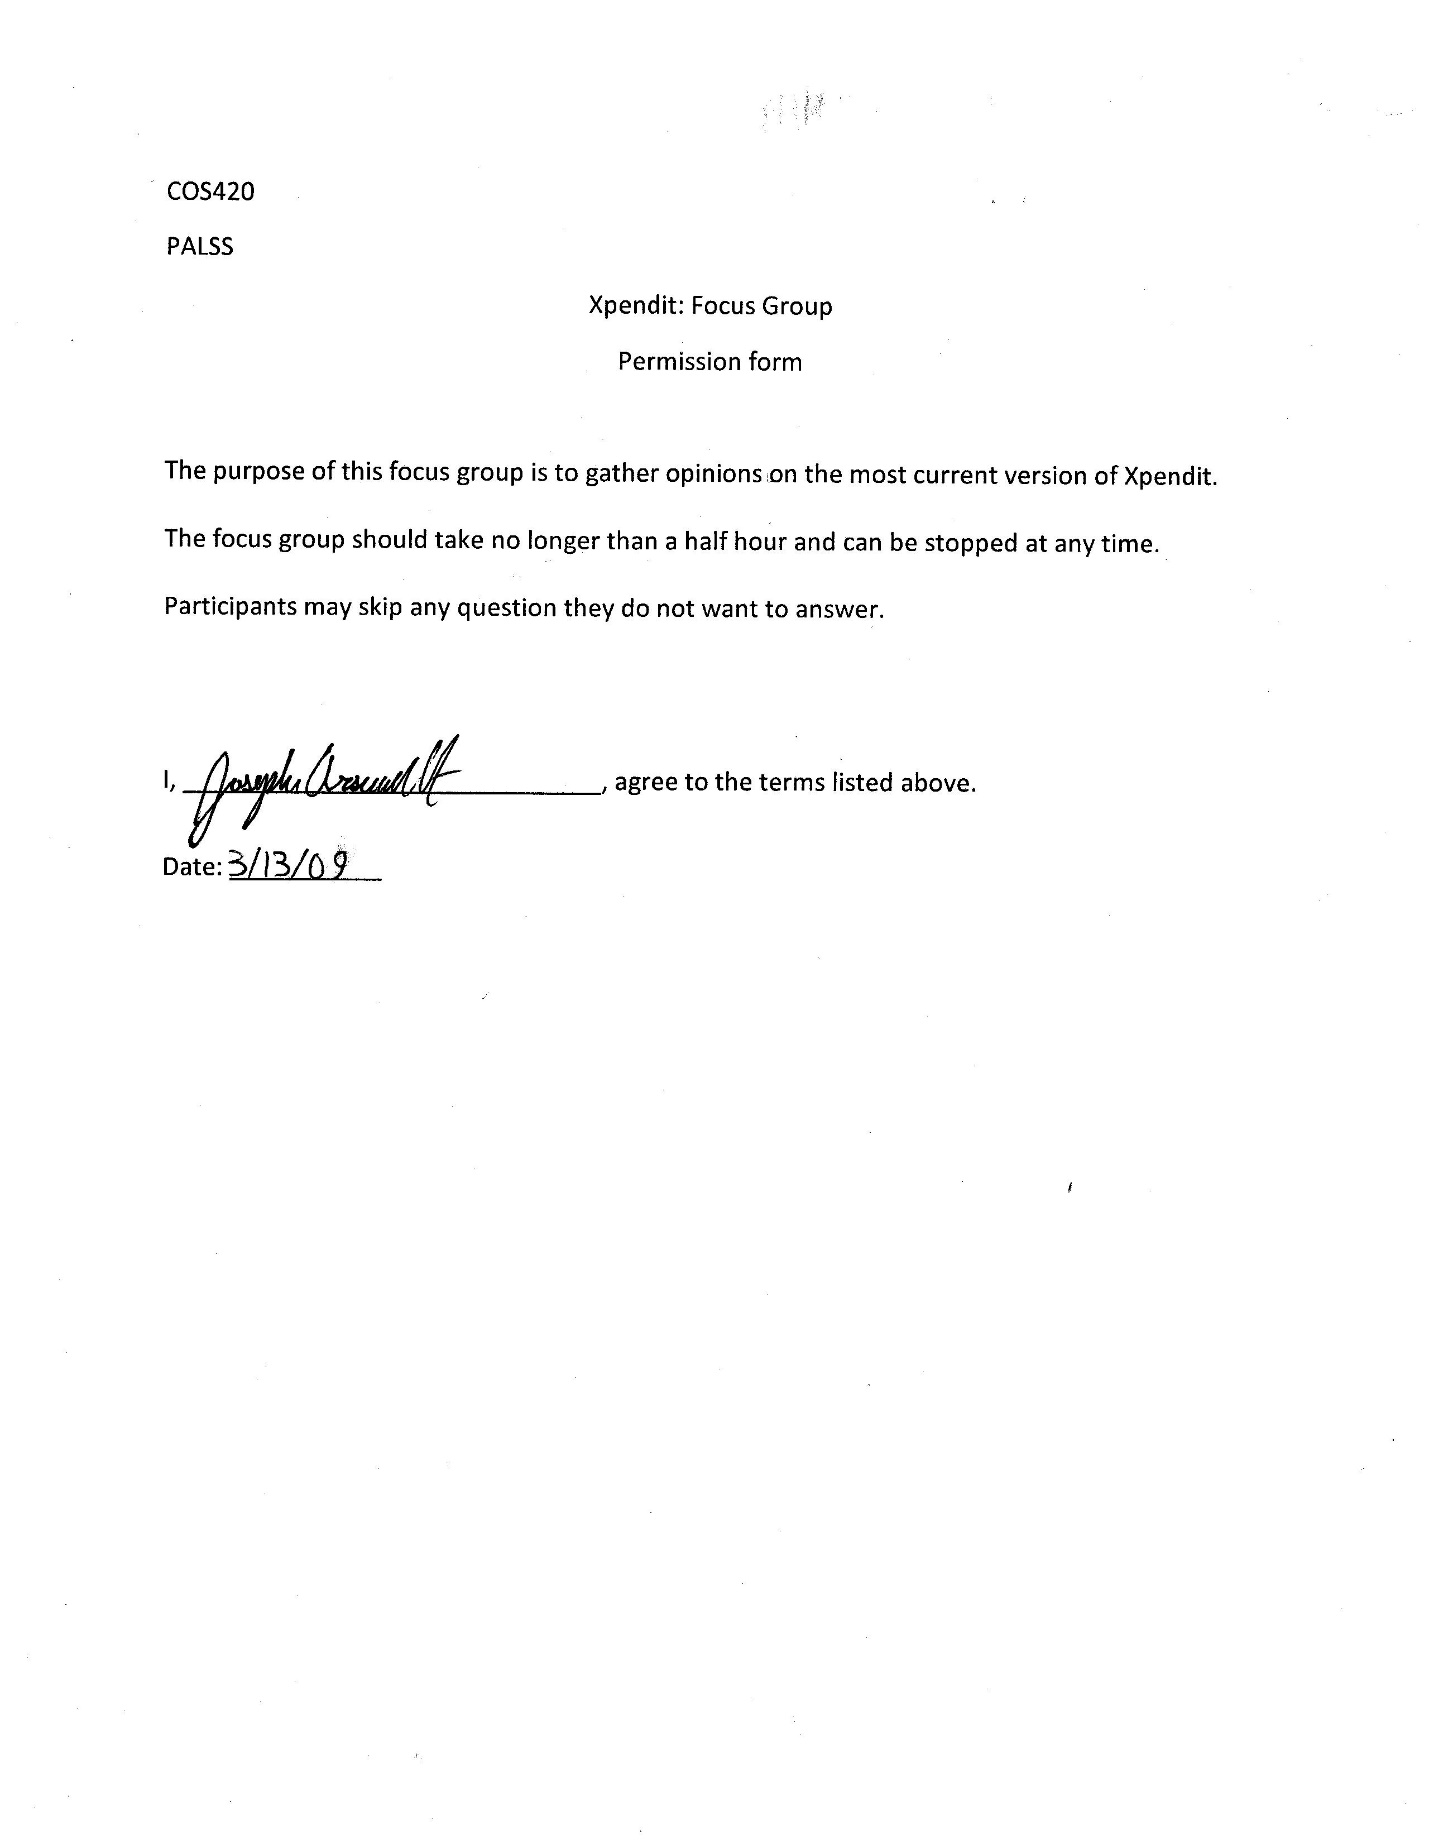 COS420
PALSS
Xpendit: Focus Group
Permission form
The purpose of this focus group is to gather opinions on the most current version of Xpendit.
The focus group should take no longer than a half hour and can be stopped at any time.
Participants may skip any question they do not want to answer.
I, Joseph , agree to the terms listed above.
Date: 3/13/09